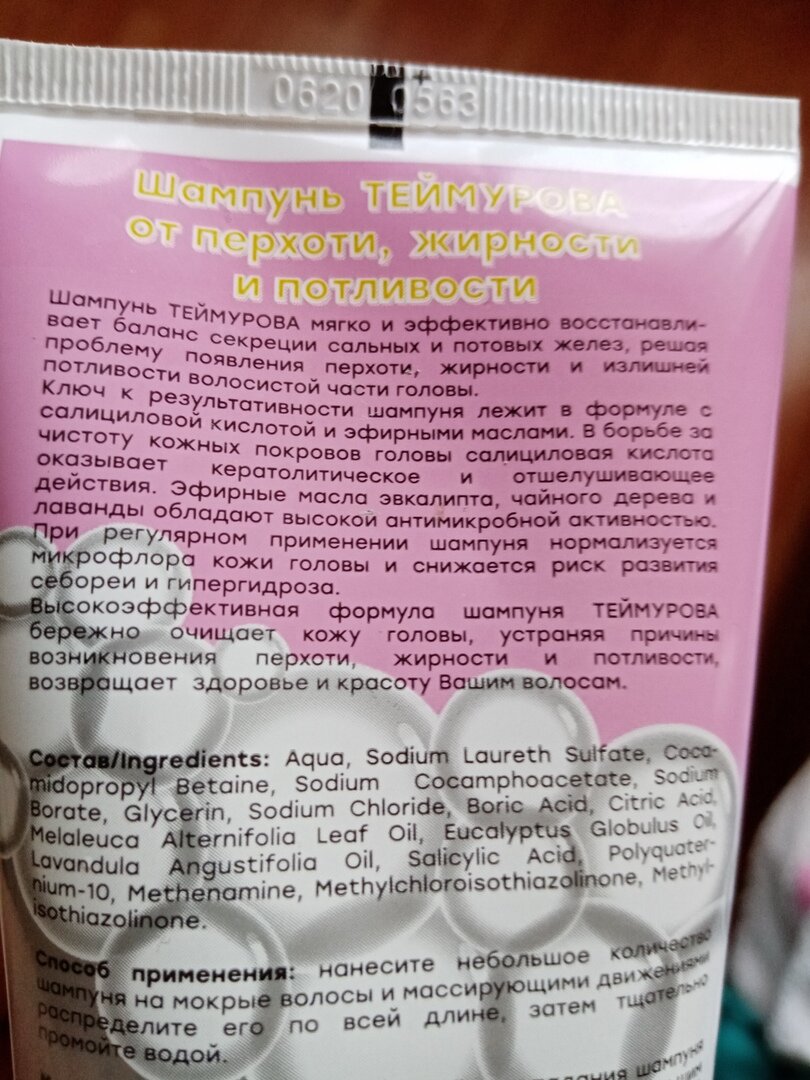 0620 0563
Шампунь ТЕЙМУРОВА
от перхоти, жирности
и потливости
Шампунь ТЕЙМУРОВА мягко и эффективно восстанавли-
вает баланс секреции сальных и потовых желез, решая
проблему появления перхоти, жирности и излишней
потливости волосистой части головы.
Ключ к результативности шампуня лежит в формуле с
салициловой кислотой и эфирными маслами. В борьбе за
чистоту кожных покровов головы салициловая кислота
оказывает кератолитическое и отшелушивающее
действия. Эфирные масла эвкалипта, чайного дерева и
лаванды обладают высокой антимикробной активностью.
При регулярном применении шампуня нормализуется
микрофлора кожи головы и снижается риск развития
себореи и гипергидроза.
Высокоэффективная формула шампуня ТЕЙМУРОВА
бережно очищает кожу головы, устраняя причины
возникновения перхоти, жирности и потливости,
возвращает здоровье и красоту Вашим волосам.
Состав/Ingredients: Aqua, Sodium Laureth Sulfate, Coca-
midopropyl Betaine, Sodium Cocamphoacetate, Sodium
Borate, Glycerin, Sodium Chloride, Boric Acid, Citric Acid,
Melaleuca Alternifolia Leaf Oil, Eucalyptus Globulus Oil,
Lavandula Angustifolia Oil, Salicylic Acid, Polyquater-
nium-10, Methenamine, Methylchloroisothiazolinone, Methyl-
isothiazolinone.
Способ применения: нанесите небольшое количество
шампуня на мокрые волосы и массирующими движениями
распределите его по всей длине, затем тщательно
промойте водой.
шампуня